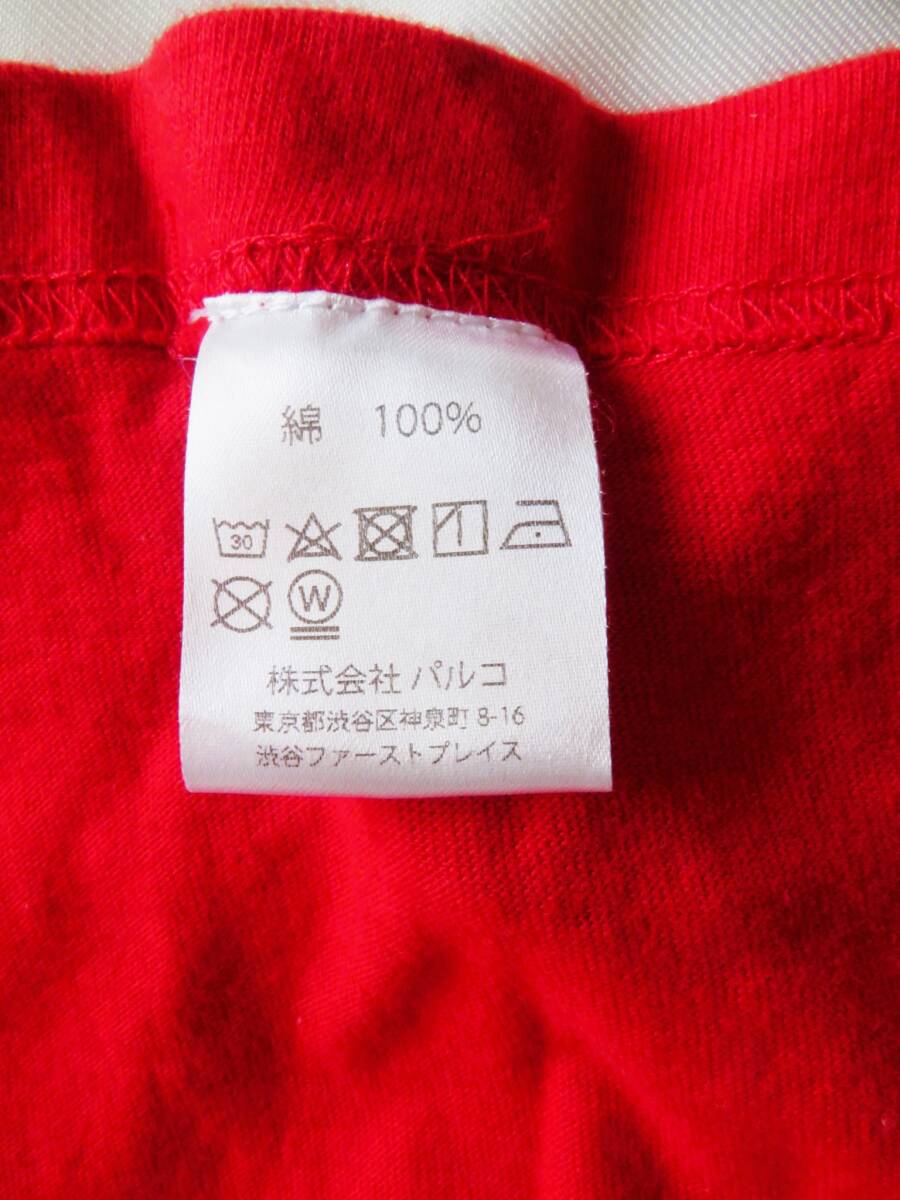 綿 100%
30
W
株式会社 パルコ
東京都渋谷区神泉町 8-16
渋谷ファーストプレイス